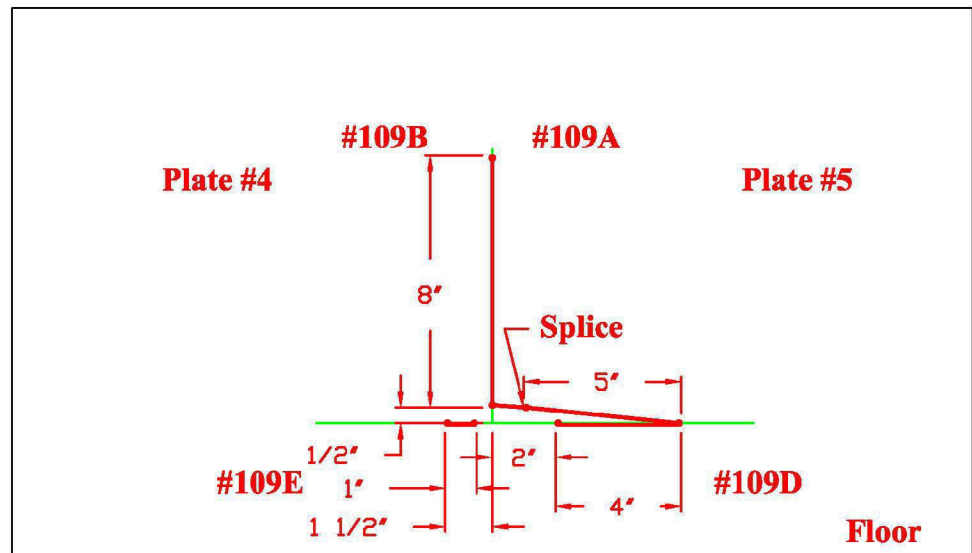 #109B #109A
Plate #4 Plate #5
8″
Splice
5″
1/2″ 2″
#109E 1″ #109D
4″
1 1/2″
Floor